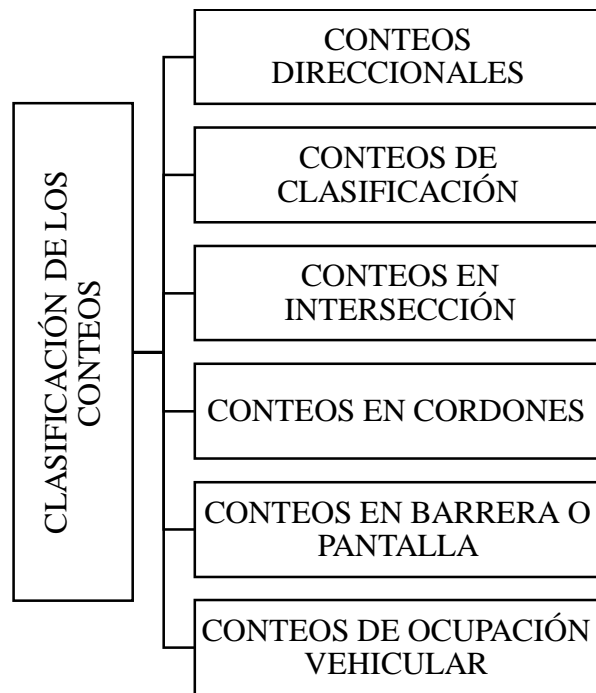 CLASIFICACIÓN DE LOS
CONTEOS
CONTEOS
DIRECCIONALES
CONTEOS DE
CLASIFICACIÓN
CONTEOS EN
INTERSECCIÓN
CONTEOS EN CORDONES
CONTEOS EN BARRERA O
PANTALLA
CONTEOS DE OCUPACIÓN
VEHICULAR